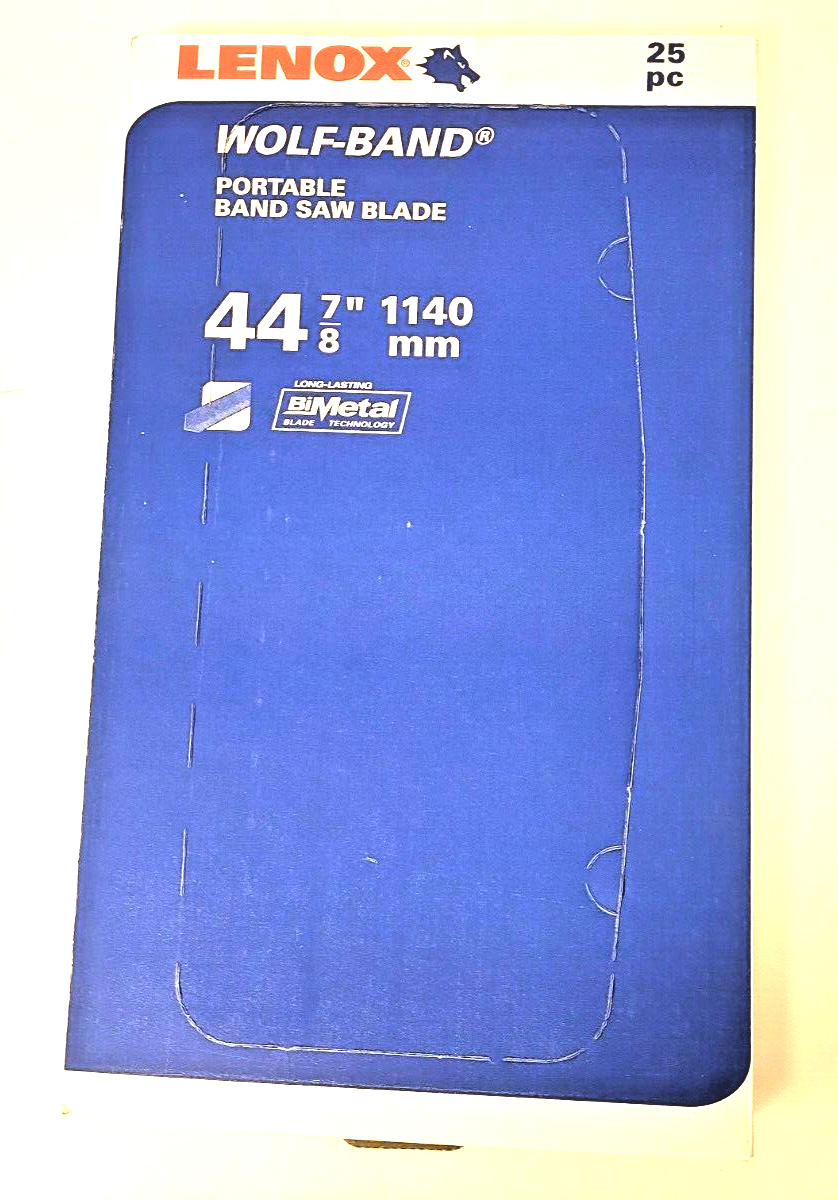 LENOX®
25
pc
WOLF-BAND®
PORTABLE
BAND SAW BLADE
44 7/8" 1140
mm
LONG-LASTING
BiMetal
BLADE TECHNOLOGY